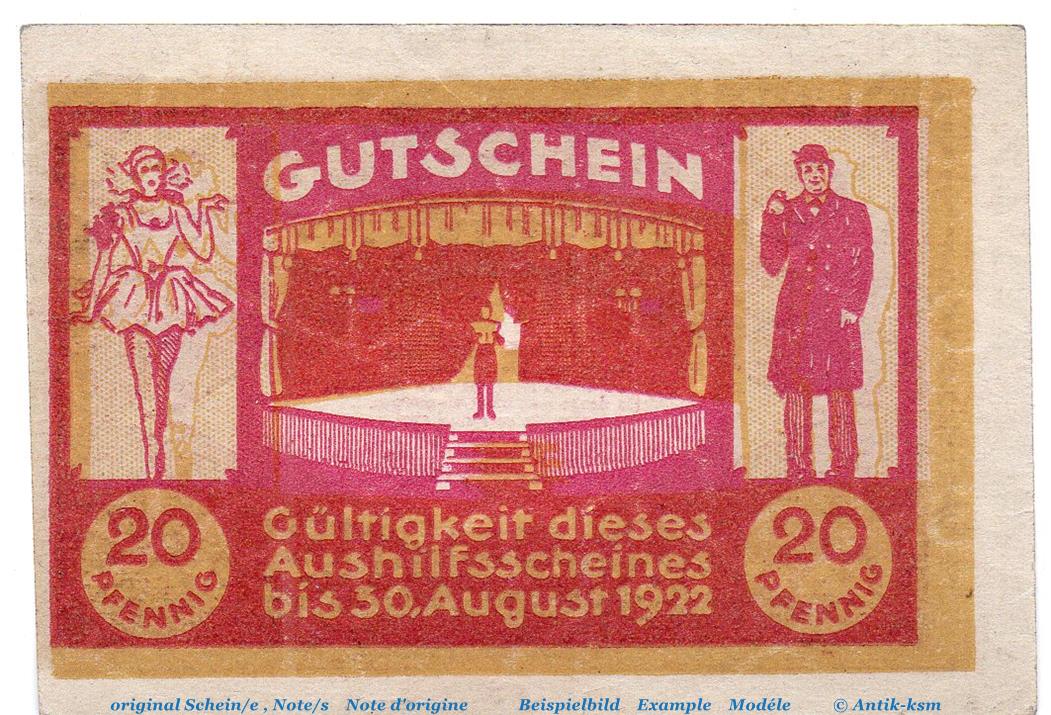 GUTSCHEIN
20
PFENNIG
Gültigkeit dieses
Aushilfsscheines
bis 30. August 1922
20
PFENNIG
original Schein/e , Note/s Note d'origine Beispielbild Example Modéle © Antik-ksm